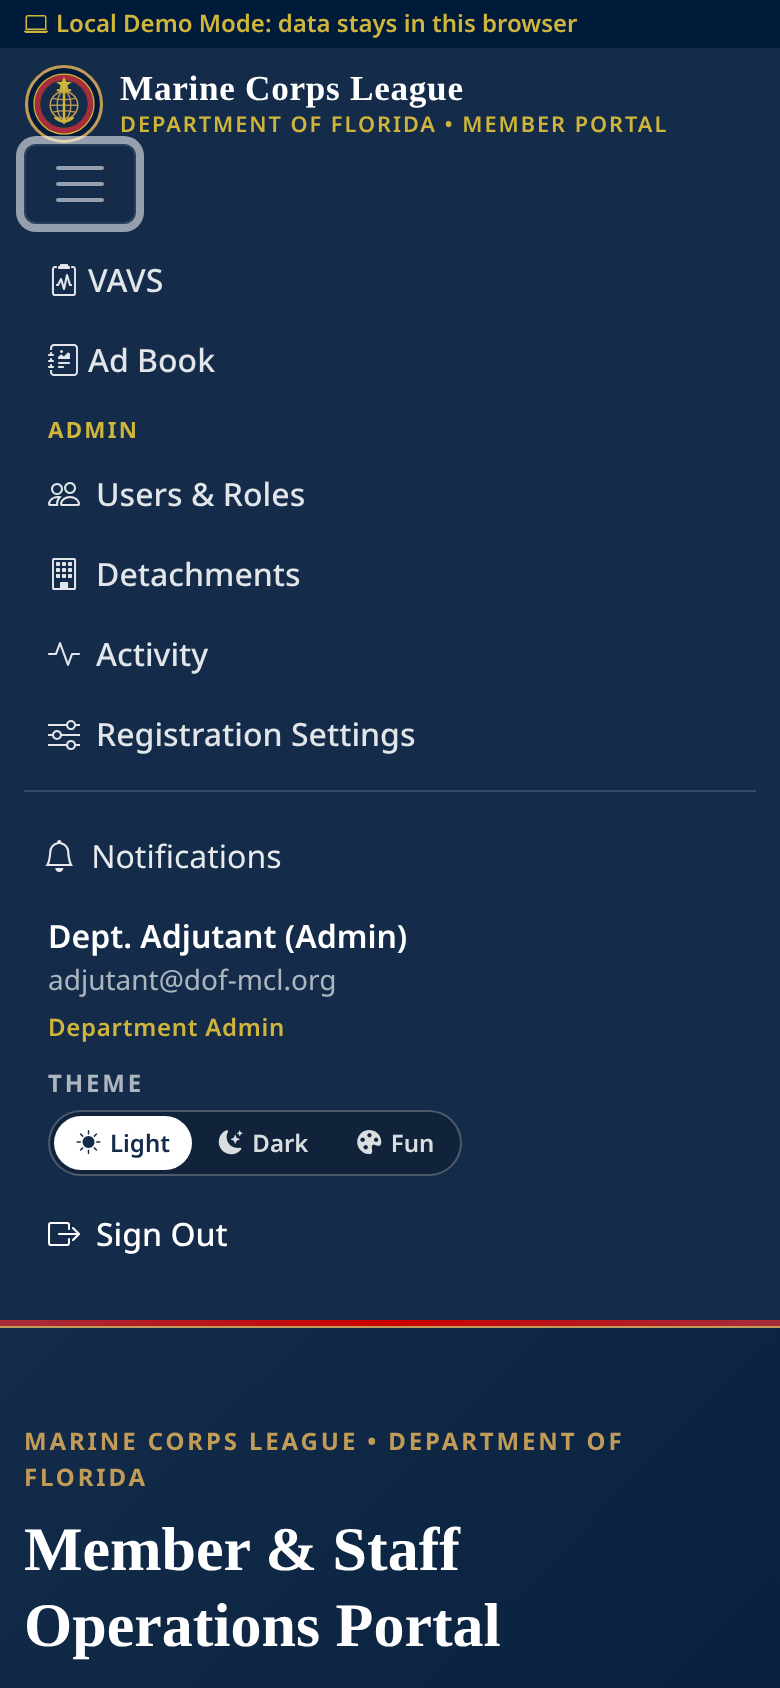 Local Demo Mode: data stays in this browser
Marine Corps League
DEPARTMENT OF FLORIDA • MEMBER PORTAL
VAVS
Ad Book
ADMIN
Users & Roles
Detachments
Activity
Registration Settings
Notifications
Dept. Adjutant (Admin)
adjutant@dof-mcl.org
Department Admin
THEME
Light Dark Fun
Sign Out
MARINE CORPS LEAGUE • DEPARTMENT OF
FLORIDA
Member & Staff
Operations Portal